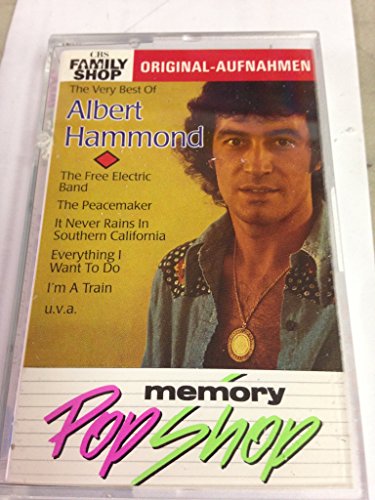 CBS
FAMILY
SHOP
ORIGINAL-AUFNAHMEN
The Very Best Of
Albert
Hammond
The Free Electric
Band
The Peacemaker
It Never Rains In
Southern California
Everything I
Want To Do
I'm A Train
u.v.a.
memory
Pop Shop